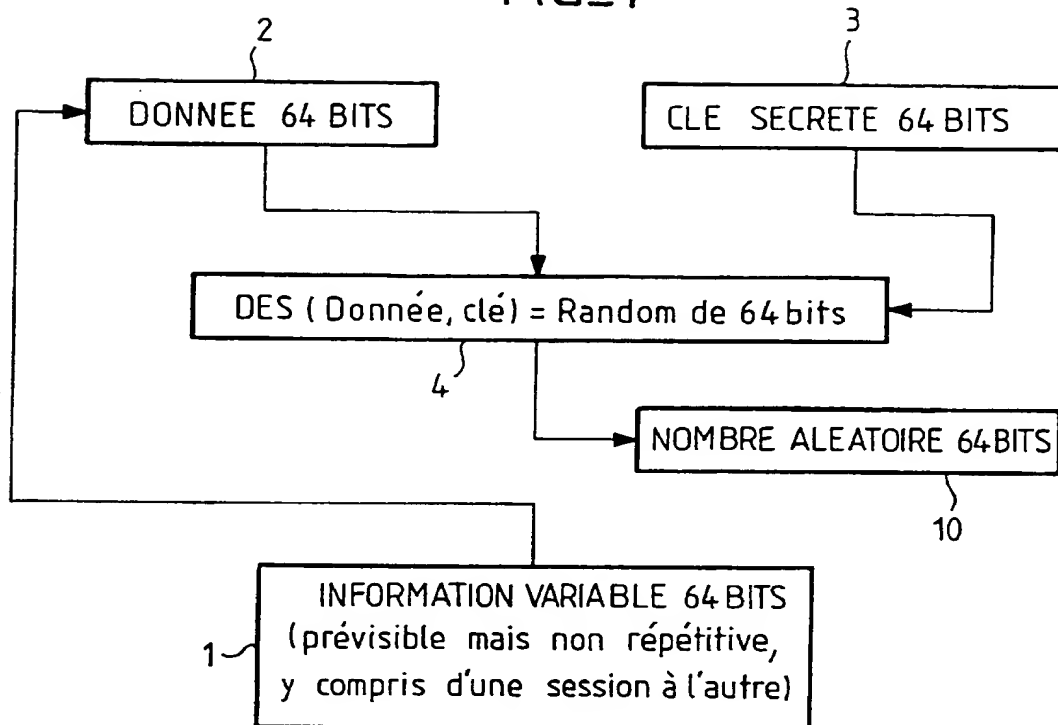 2
3
DONNEE 64 BITS
CLE SECRETE 64 BITS
DES (Donnée, clé) = Random de 64 bits
4
NOMBRE ALEATOIRE 64 BITS
10
INFORMATION VARIABLE 64 BITS
(prévisible mais non répétitive,
1
y compris d'une session à l'autre)